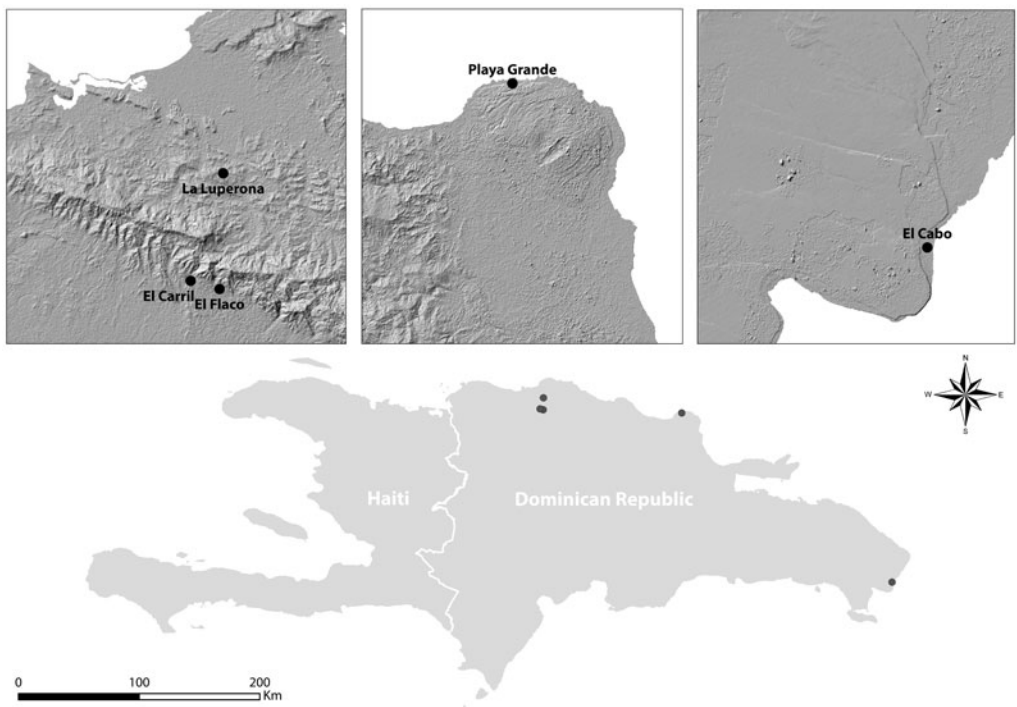 La Luperona
El Carril
El Flaco
Playa Grande
El Cabo
N
W E
S
Haiti
Dominican Republic
0 100 200
Km